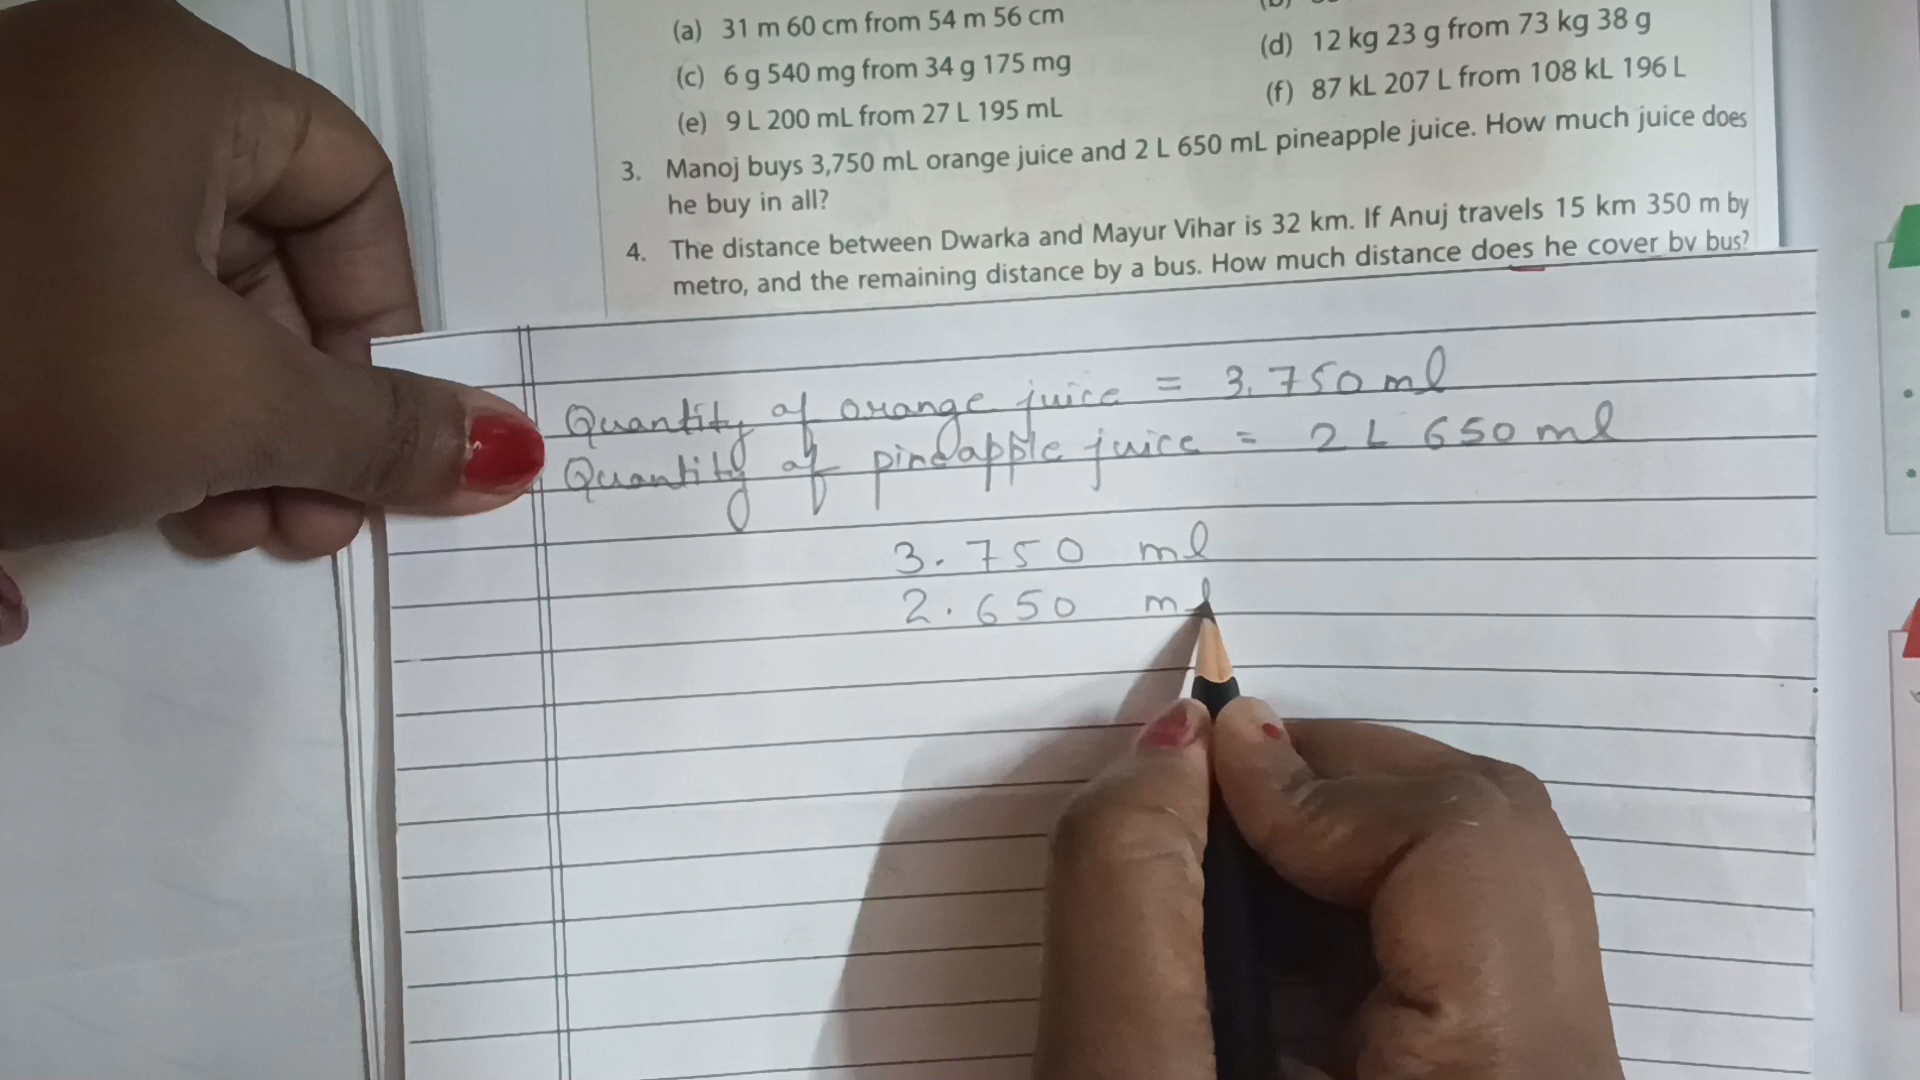 (a) 31 m 60 cm from 54 m 56 cm
(c) 6 g 540 mg from 34 g 175 mg
(d) 12 kg 23 g from 73 kg 38 g
(e) 9 L 200 mL from 27 L 195 mL
(f) 87 kL 207 L from 108 kL 196 L
3. Manoj buys 3,750 mL orange juice and 2 L 650 mL pineapple juice. How much juice does
he buy in all?
4. The distance between Dwarka and Mayur Vihar is 32 km. If Anuj travels 15 km 350 m by
metro, and the remaining distance by a bus. How much distance does he cover by bus?
Quantity of orange juice = 3.750 ml
Quantity of pineapple juice = 2 L 650 ml
3.750 ml
2.650 ml